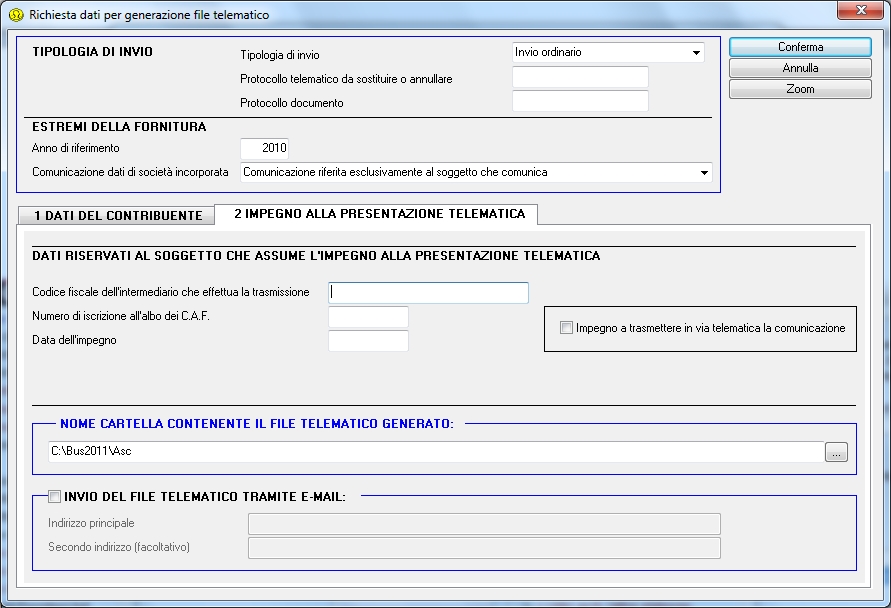 Richiesta dati per generazione file telematico
TIPOLOGIA DI INVIO
Tipologia di invio Invio ordinario
Protocollo telematico da sostituire o annullare
Protocollo documento
Conferma
Annulla
Zoom
ESTREMI DELLA FORNITURA
Anno di riferimento 2010
Comunicazione dati di società incorporata Comunicazione riferita esclusivamente al soggetto che comunica
1 DATI DEL CONTRIBUENTE 2 IMPEGNO ALLA PRESENTAZIONE TELEMATICA
DATI RISERVATI AL SOGGETTO CHE ASSUME L'IMPEGNO ALLA PRESENTAZIONE TELEMATICA
Codice fiscale dell'intermediario che effettua la trasmissione
Numero di iscrizione all'albo dei C.A.F.
Data dell'impegno
Impegno a trasmettere in via telematica la comunicazione
NOME CARTELLA CONTENENTE IL FILE TELEMATICO GENERATO:
C:\Bus2011\Asc ...
INVIO DEL FILE TELEMATICO TRAMITE E-MAIL:
Indirizzo principale
Secondo indirizzo (facoltativo)